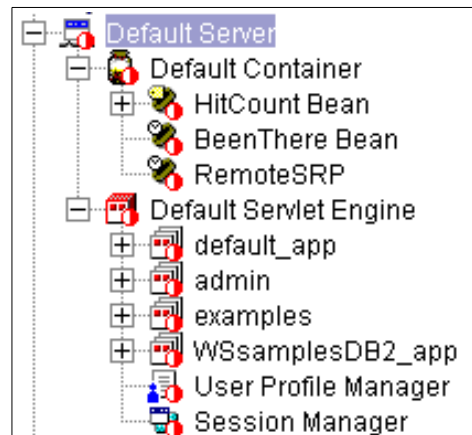 Default Server
Default Container
HitCount Bean
BeenThere Bean
RemoteSRP
Default Servlet Engine
default_app
admin
examples
WSsamplesDB2_app
User Profile Manager
Session Manager